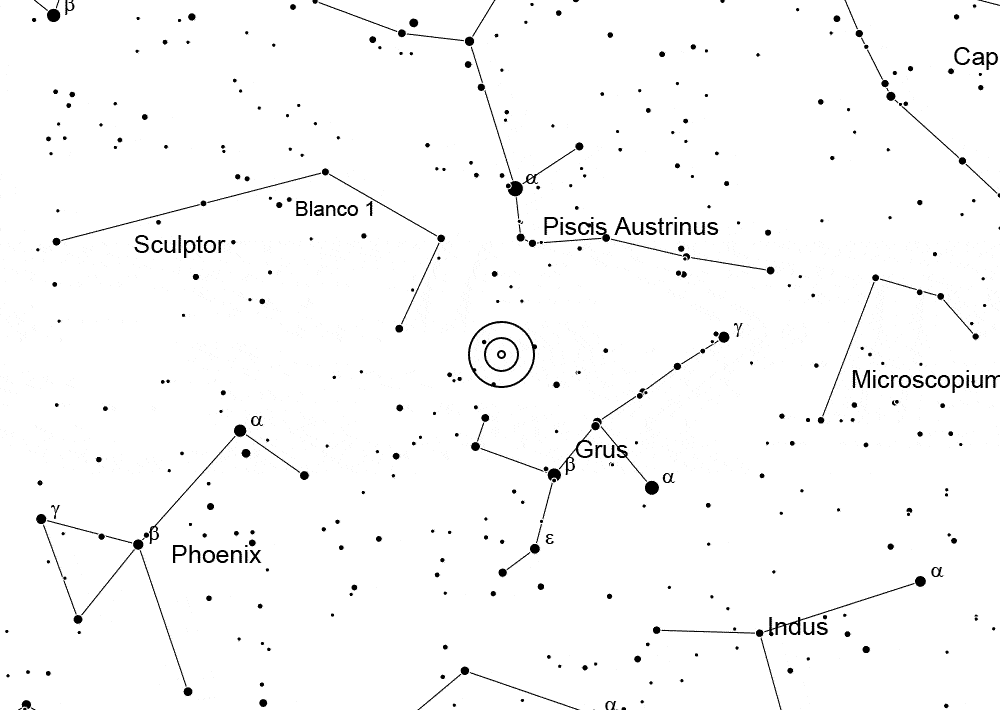 β
Cap
α
Blanco 1
Piscis Austrinus
Sculptor
γ
Microscopium
α
Grus
β
α
γ
β
ε
Phoenix
α
Indus
α